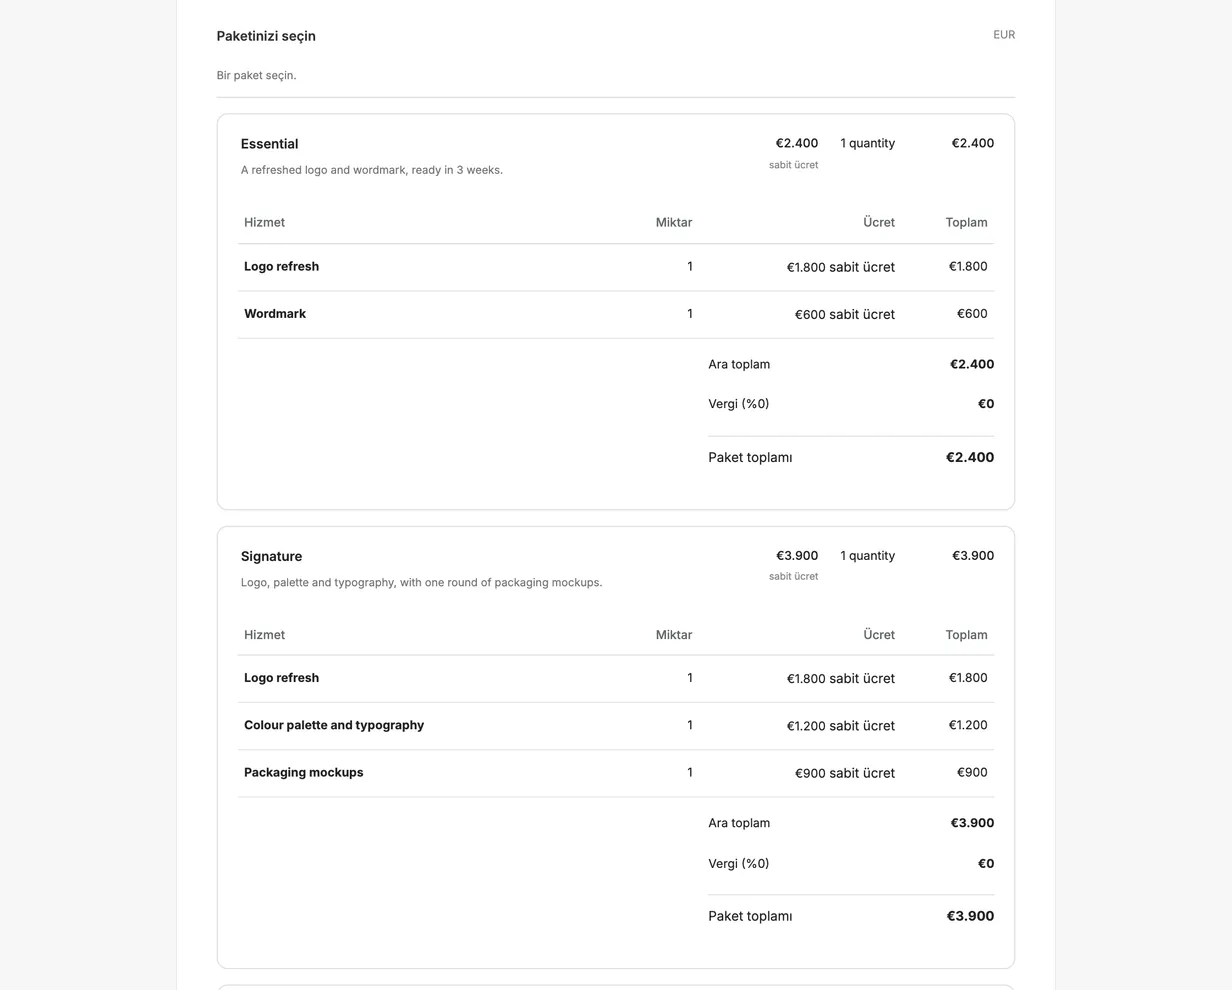 Paketinizi seçin EUR
Bir paket seçin.
Essential €2.400 1 quantity €2.400
sabit ücret
A refreshed logo and wordmark, ready in 3 weeks.
Hizmet Miktar Ücret Toplam
Logo refresh 1 €1.800 sabit ücret €1.800
Wordmark 1 €600 sabit ücret €600
Ara toplam €2.400
Vergi (%0) €0
Paket toplamı €2.400
Signature €3.900 1 quantity €3.900
sabit ücret
Logo, palette and typography, with one round of packaging mockups.
Hizmet Miktar Ücret Toplam
Logo refresh 1 €1.800 sabit ücret €1.800
Colour palette and typography 1 €1.200 sabit ücret €1.200
Packaging mockups 1 €900 sabit ücret €900
Ara toplam €3.900
Vergi (%0) €0
Paket toplamı €3.900